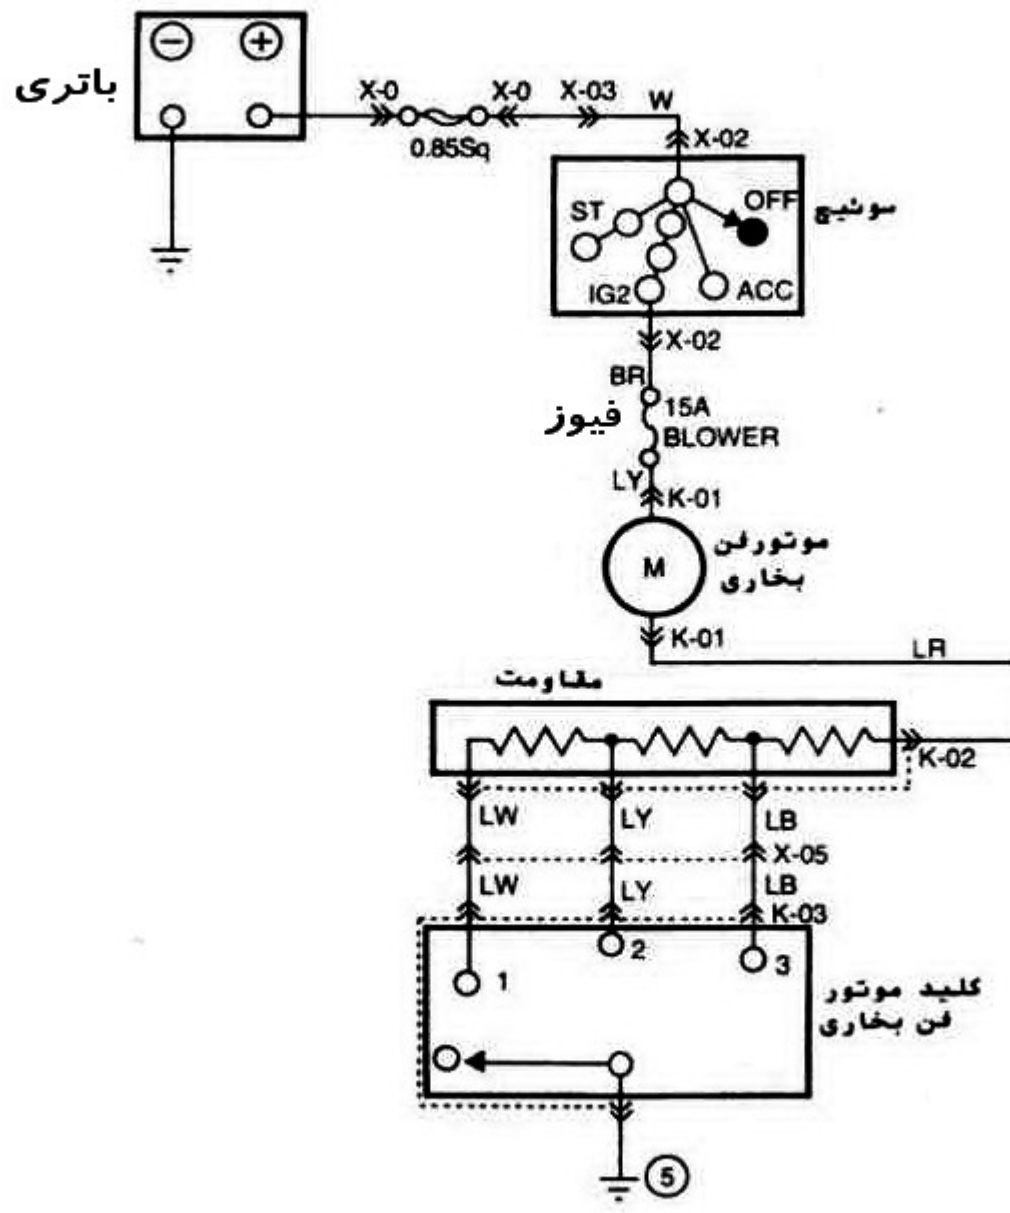 − +
باتری
X-0 X-0 X-03 W
0.85Sq
X-02
ST OFF
سوئیچ
IG2 ACC
X-02
BR
15A
فیوز
BLOWER
LY
K-01
M
موتورفن
بخاری
K-01
LR
مقاومت
K-02
LW LY LB
X-05
LW LY LB
K-03
1 2 3
کلید موتور
فن بخاری
5